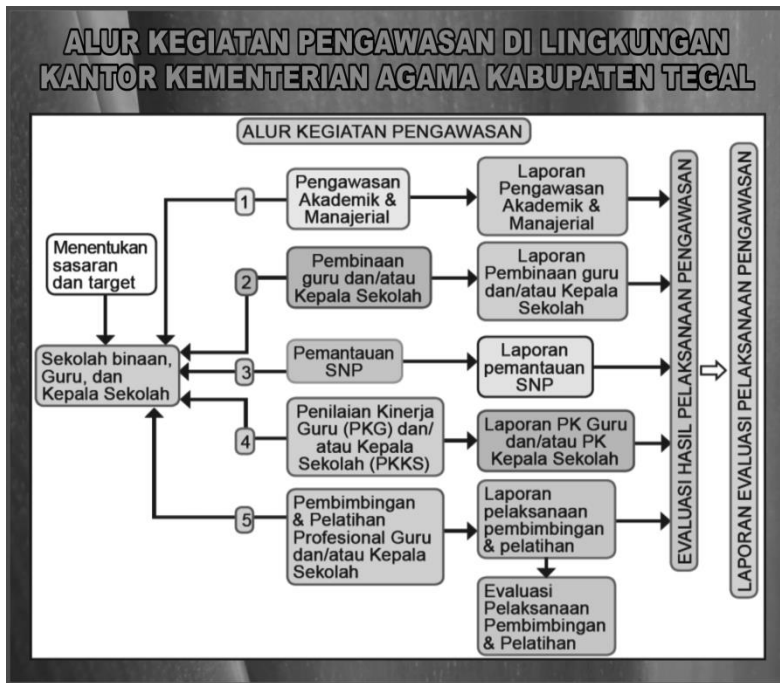 ALUR KEGIATAN PENGAWASAN DI LINGKUNGAN
KANTOR KEMENTERIAN AGAMA KABUPATEN TEGAL
ALUR KEGIATAN PENGAWASAN
Menentukan
sasaran
dan target
Sekolah binaan,
Guru, dan
Kepala Sekolah
1
Pengawasan
Akademik &
Manajerial
Laporan
Pengawasan
Akademik &
Manajerial
2
Pembinaan
guru dan/atau
Kepala Sekolah
Laporan
Pembinaan guru
dan/atau Kepala
Sekolah
3
Pemantauan
SNP
Laporan
pemantauan
SNP
4
Penilaian Kinerja
Guru (PKG) dan/
atau Kepala
Sekolah (PKKS)
Laporan PK Guru
dan/atau PK
Kepala Sekolah
5
Pembimbingan
& Pelatihan
Profesional Guru
dan/atau Kepala
Sekolah
Laporan
pelaksanaan
pembimbingan
& pelatihan
Evaluasi
Pelaksanaan
Pembimbingan
& Pelatihan
EVALUASI HASIL PELAKSANAAN PENGAWASAN
LAPORAN EVALUASI PELAKSANAAN PENGAWASAN